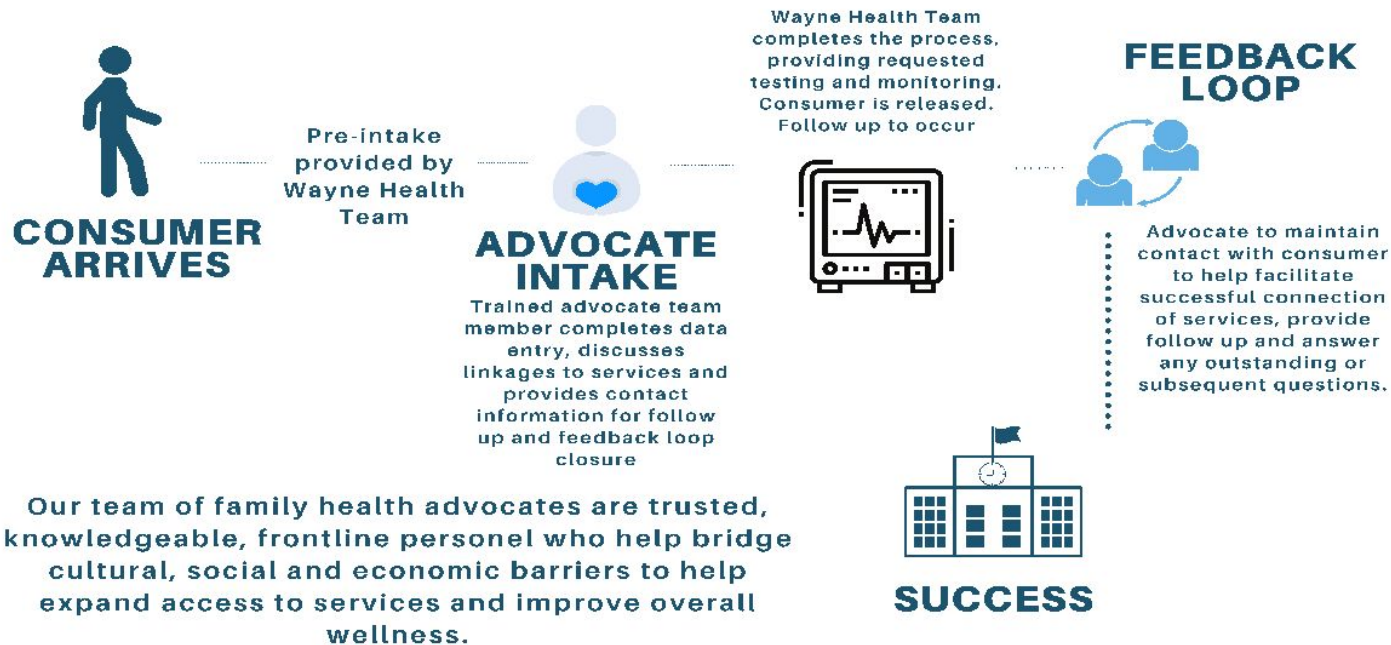 CONSUMER
ARRIVES
Pre-intake
provided by
Wayne Health
Team
ADVOCATE
INTAKE
Trained advocate team
member completes data
entry, discusses
linkages to services and
provides contact
information for follow
up and feedback loop
closure
Wayne Health Team
completes the process,
providing requested
testing and monitoring.
Consumer is released.
Follow up to occur
FEEDBACK
LOOP
Advocate to maintain
contact with consumer
to help facilitate
successful connection
of services, provide
follow up and answer
any outstanding or
subsequent questions.
SUCCESS
Our team of family health advocates are trusted,
knowledgeable, frontline personel who help bridge
cultural, social and economic barriers to help
expand access to services and improve overall
wellness.